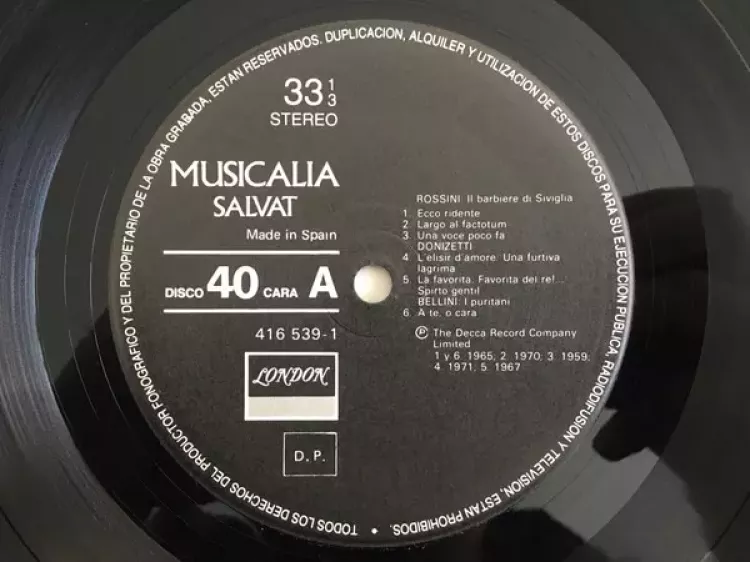 TODOS LOS DERECHOS DEL PRODUCTOR FONOGRAFICO Y DEL PROPIETARIO DE LA OBRA GRABADA, ESTAN RESERVADOS. DUPLICACION, ALQUILER Y UTILIZACION DE ESTOS DISCOS PARA SU EJECUCION PUBLICA, RADIODIFUSION Y TELEVISION, ESTAN PROHIBIDOS. •
33 1/3
STEREO
MUSICALIA
SALVAT
Made in Spain
DISCO 40 CARA A
416 539-1
LONDON
D. P.
ROSSINI: Il barbiere di Siviglia
1. Ecco ridente
2. Largo al factotum
3. Una voce poco fa
DONIZETTI
4. L'elisir d'amore. Una furtiva
lagrima
5. La favorita. Favorita del re!...
Spirto gentil
BELLINI: I puritani
6. A te, o cara
Ⓟ The Decca Record Company
Limited
1 y 6. 1965; 2. 1970; 3. 1959;
4. 1971; 5. 1967